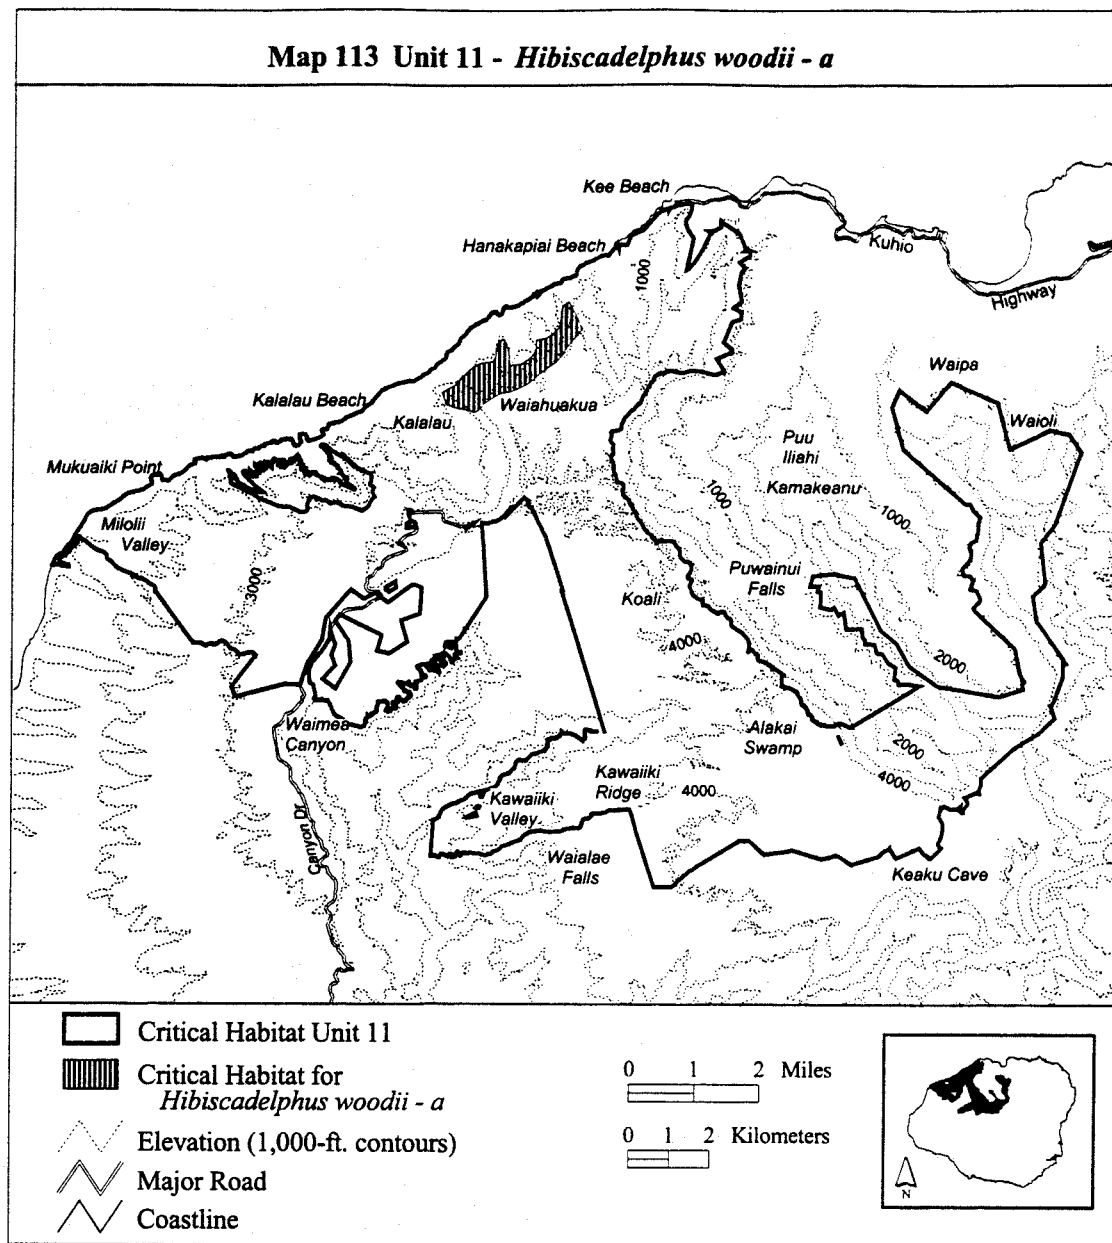 Map 113 Unit 11 - Hibiscadelphus woodii - a
Kee Beach
Hanakapiai Beach
Kuhio
1000
Highway
Waipa
Kalalau Beach
Waiahuakua
Kalalau
Waioli
Puu
Iliahi
Mukuaiki Point
Kamakeanu
1000
1000
Milolii
Valley
3000
Puwainui
Falls
Koali
4000
2000
Waimea
Canyon
Alakai
Swamp
2000
4000
Kawaiiki
Ridge
4000
Kawaiiki
Valley
Canyon Dr
Waialae
Falls
Keaku Cave
Critical Habitat Unit 11
Critical Habitat for
Hibiscadelphus woodii - a
Elevation (1,000-ft. contours)
Major Road
Coastline
0 1 2 Miles
0 1 2 Kilometers
N